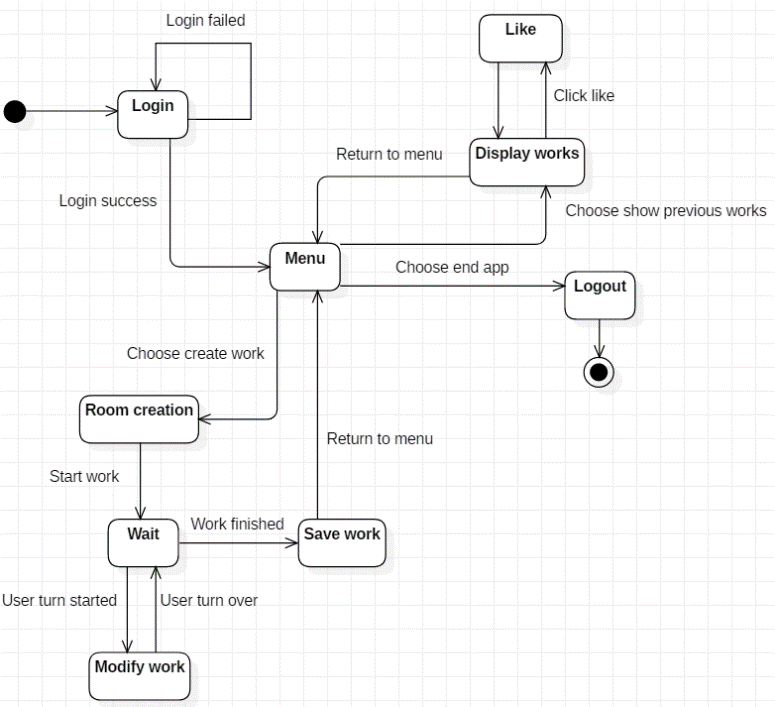 Login failed
Like
Login
Click like
Return to menu
Display works
Login success
Choose show previous works
Menu
Choose end app
Logout
Choose create work
Room creation
Return to menu
Start work
Work finished
Wait
Save work
User turn started
User turn over
Modify work